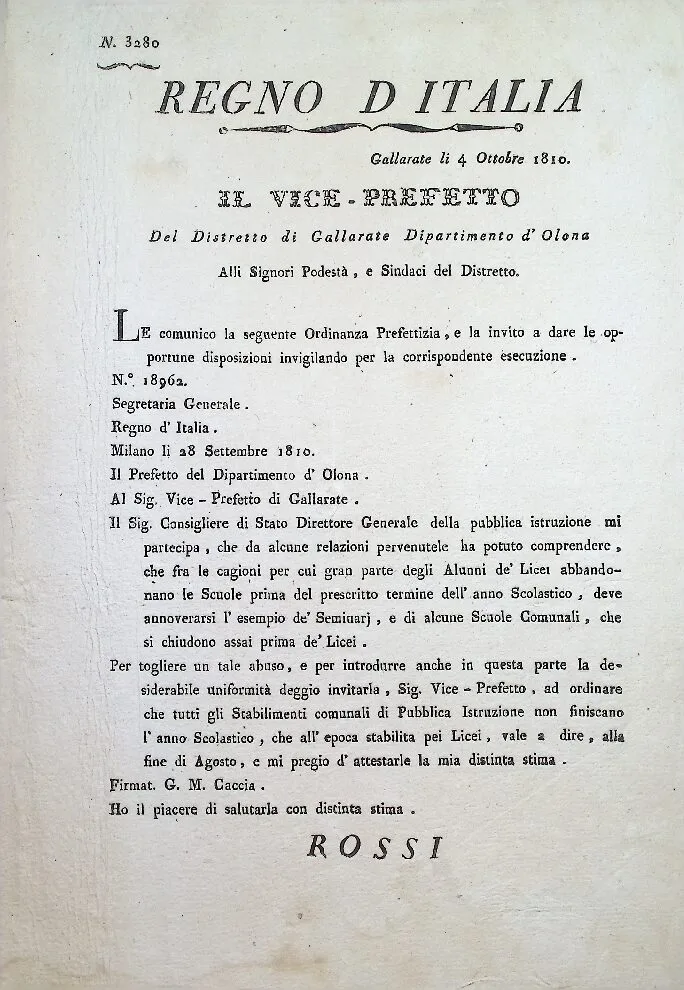 N. 3280
REGNO D ITALIA
Gallarate li 4 Ottobre 1810.
IL VICE-PREFETTO
Del Distretto di Gallarate Dipartimento d' Olona
Alli Signori Podestà, e Sindaci del Distretto.
LE comunico la seguente Ordinanza Prefettizia, e la invito a dare le op-
portune disposizioni invigilando per la corrispondente esecuzione.
N.° 18962.
Segretaria Generale.
Regno d' Italia.
Milano li 28 Settembre 1810.
Il Prefetto del Dipartimento d' Olona.
Al Sig. Vice-Prefetto di Gallarate.
Il Sig. Consigliere di Stato Direttore Generale della pubblica istruzione mi
partecipa, che da alcune relazioni pervenutele ha potuto comprendere,
che fra le cagioni per cui gran parte degli Alunni de' Licei abbando-
nano le Scuole prima del prescritto termine dell' anno Scolastico, deve
annoverarsi l' esempio de' Seminarj, e di alcune Scuole Comunali, che
si chiudono assai prima de' Licei.
Per togliere un tale abuso, e per introdurre anche in questa parte la de-
siderabile uniformità deggio invitarla, Sig. Vice-Prefetto, ad ordinare
che tutti gli Stabilimenti comunali di Pubblica Istruzione non finiscano
l' anno Scolastico, che all' epoca stabilita pei Licei, vale a dire, alla
fine di Agosto, e mi pregio d' attestarle la mia distinta stima.
Firmat. G. M. Caccia.
Ho il piacere di salutarla con distinta stima.
ROSSI